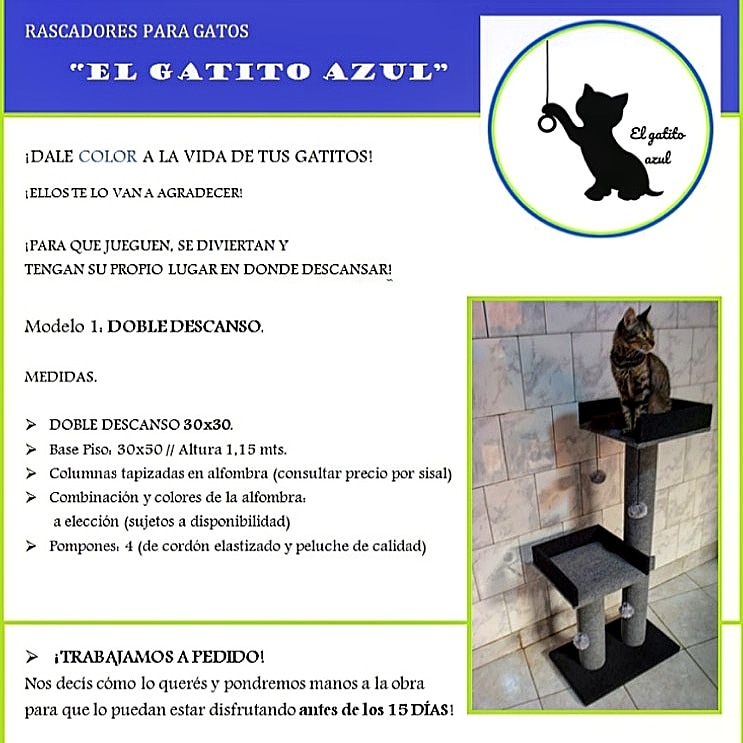 RASCADORES PARA GATOS
"EL GATITO AZUL"
El gatito
azul
¡DALE COLOR A LA VIDA DE TUS GATITOS!
¡ELLOS TE LO VAN A AGRADECER!
¡PARA QUE JUEGUEN, SE DIVIERTAN Y
TENGAN SU PROPIO LUGAR EN DONDE DESCANSAR!
Modelo 1: DOBLE DESCANSO.
MEDIDAS.
➢ DOBLE DESCANSO 30x30.
➢ Base Piso: 30x50 // Altura 1,15 mts.
➢ Columnas tapizadas en alfombra (consultar precio por sisal)
➢ Combinación y colores de la alfombra:
a elección (sujetos a disponibilidad)
➢ Pompones: 4 (de cordón elastizado y peluche de calidad)
➢ ¡TRABAJAMOS A PEDIDO!
Nos decís cómo lo querés y pondremos manos a la obra
para que lo puedan estar disfrutando antes de los 15 DÍAS!